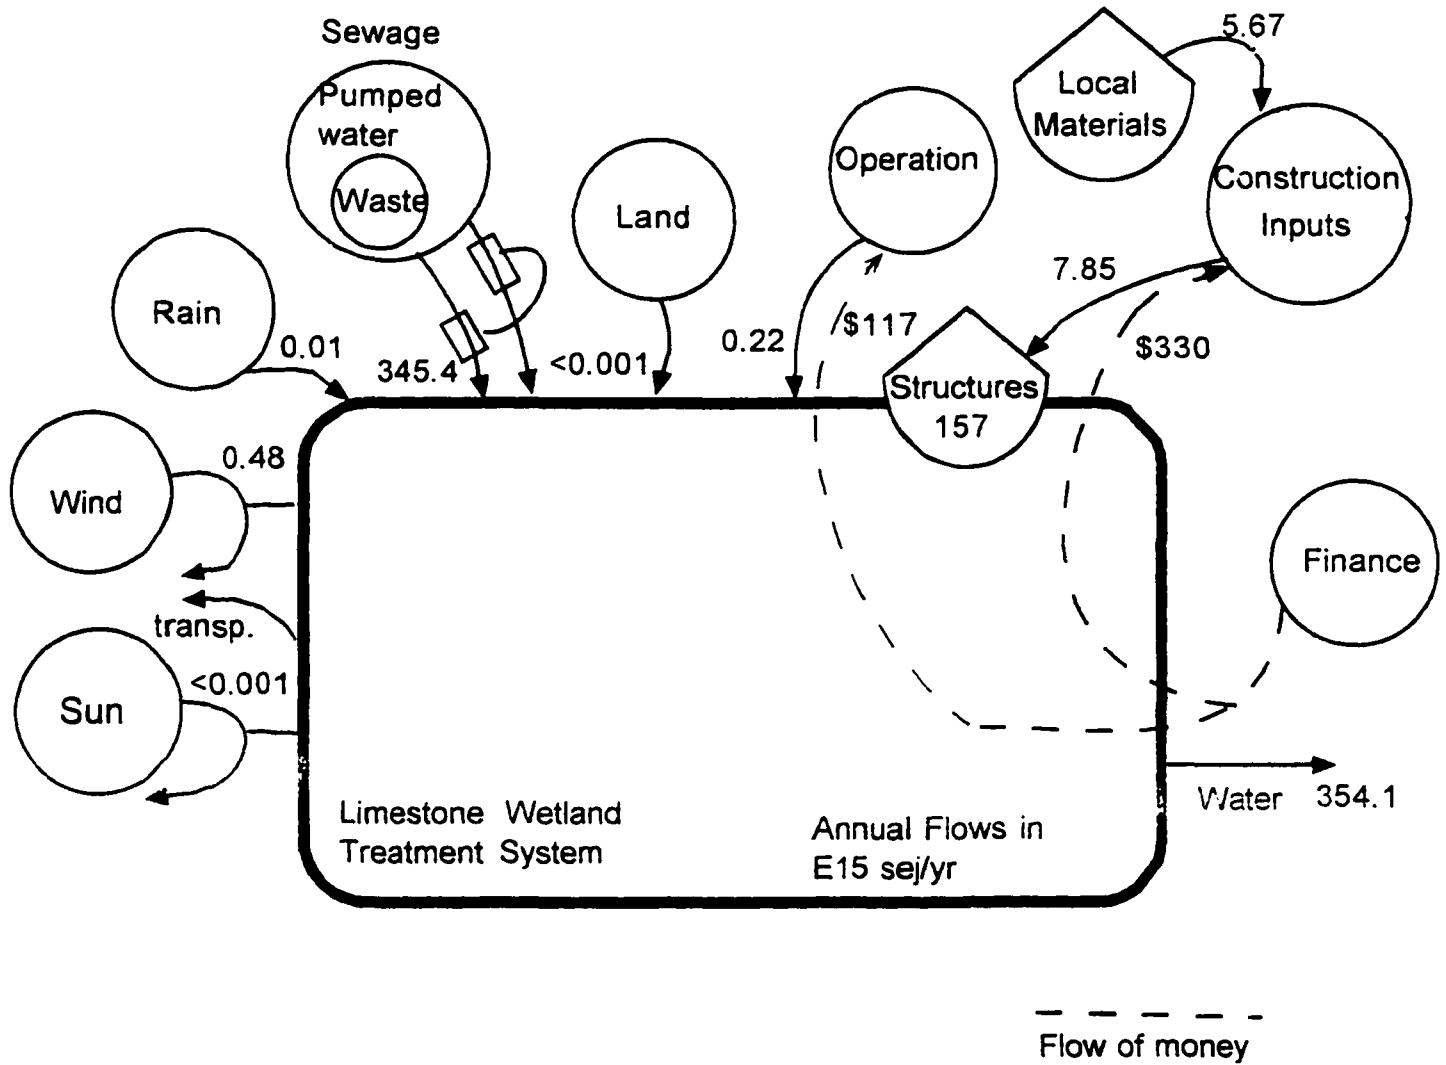 Sewage
Pumped
water
Waste
Rain
0.01
345.4
<0.001
Land
Operation
0.22
$117
Local
Materials
5.67
Construction
Inputs
7.85
$330
Structures
157
Wind
0.48
transp.
Sun
<0.001
Finance
Water 354.1
Limestone Wetland
Treatment System
Annual Flows in
E15 sej/yr
Flow of money